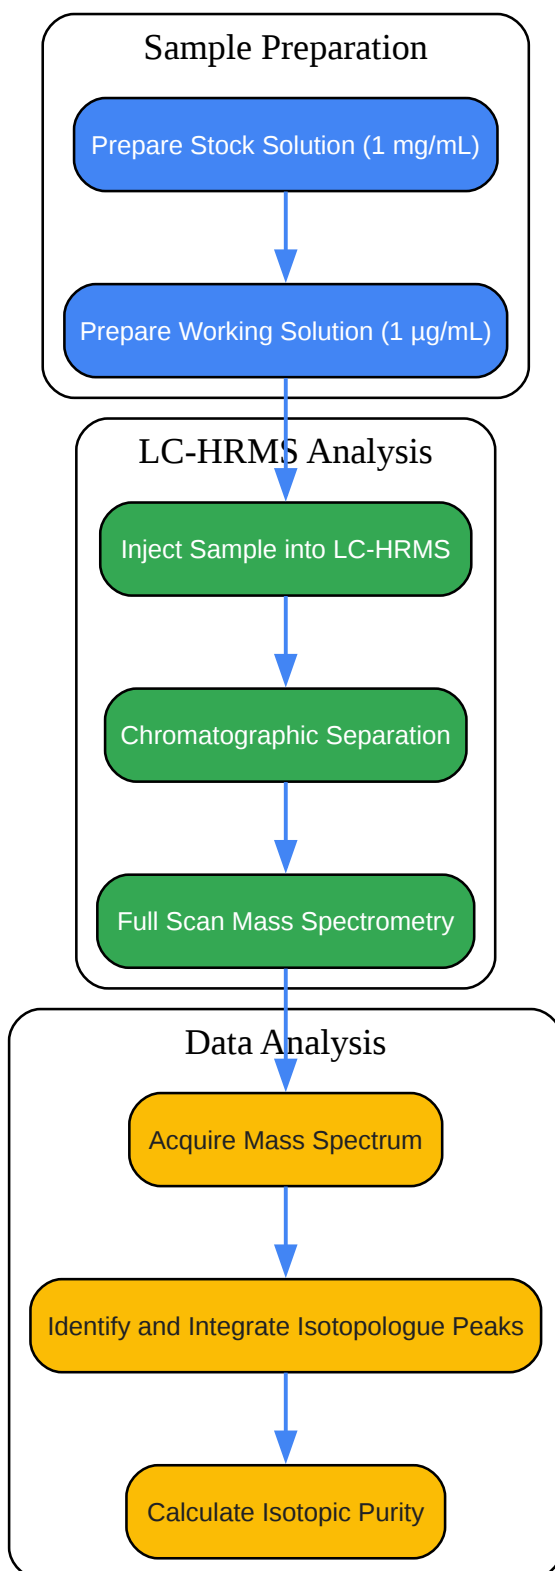 Sample Preparation
Prepare Stock Solution (1 mg/mL)
Prepare Working Solution (1 µg/mL)
LC-HRMS Analysis
Inject Sample into LC-HRMS
Chromatographic Separation
Full Scan Mass Spectrometry
Data Analysis
Acquire Mass Spectrum
Identify and Integrate Isotopologue Peaks
Calculate Isotopic Purity